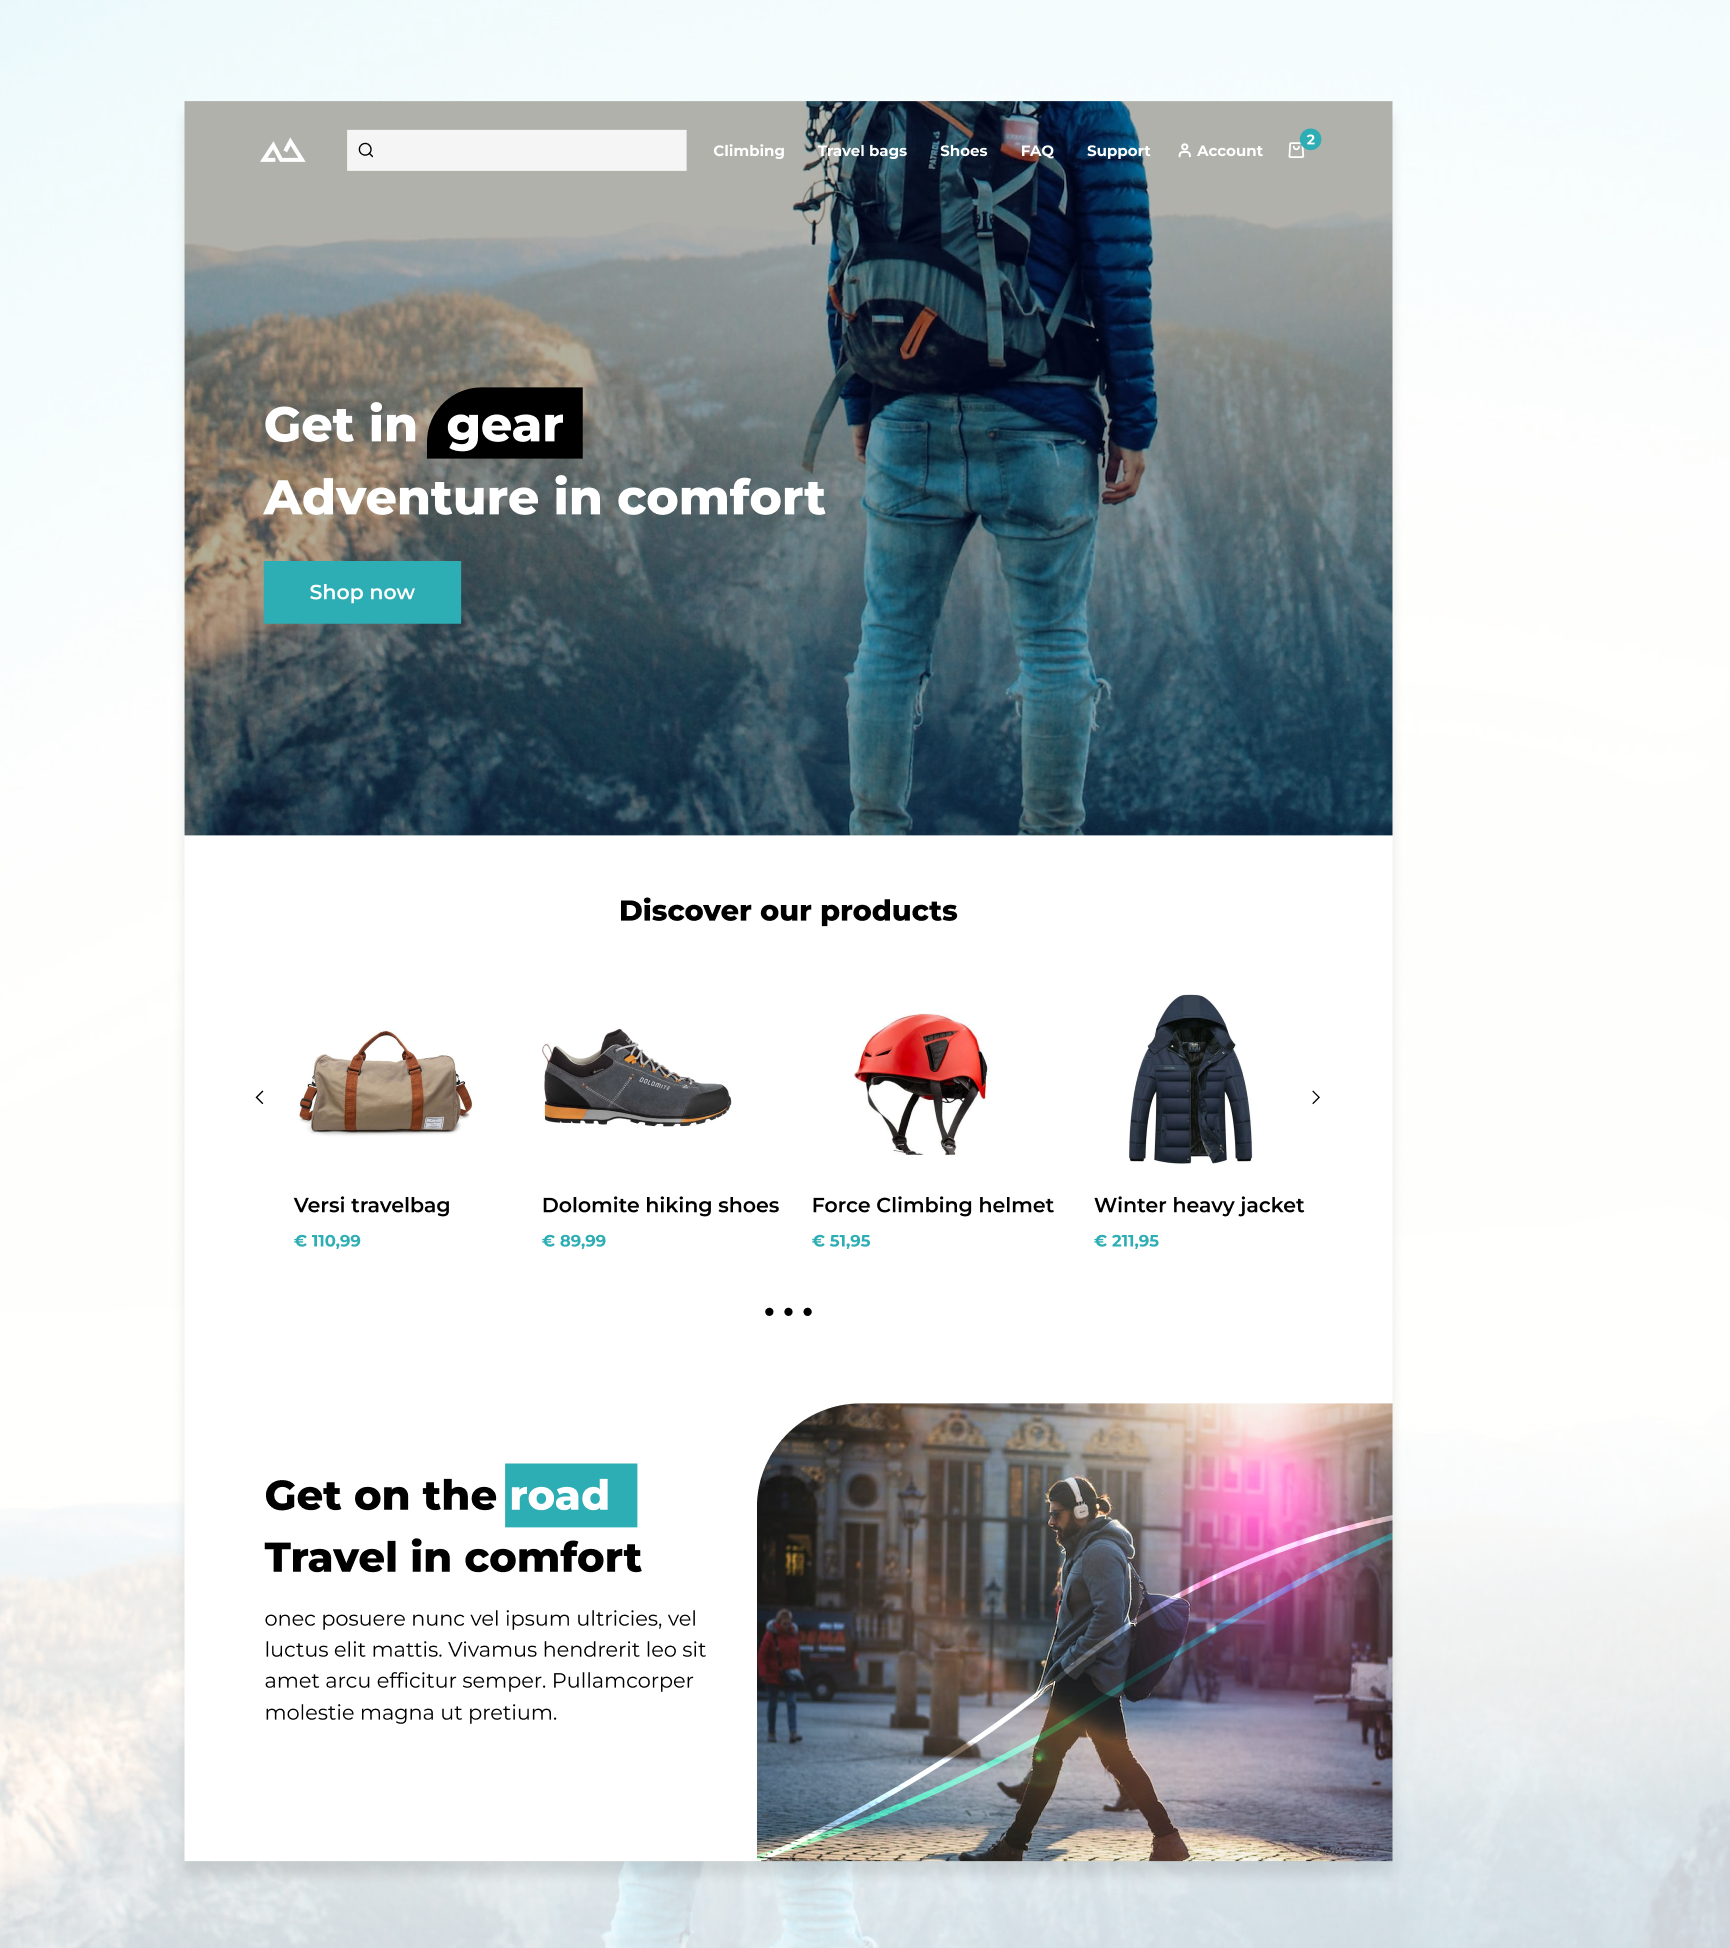 Climbing Travel bags Shoes FAQ Support Account 2
PATROL
Get in gear
Adventure in comfort
Shop now
Discover our products
DOLOMITE
Versi travelbag
€ 110,99
Dolomite hiking shoes
€ 89,99
Force Climbing helmet
€ 51,95
Winter heavy jacket
€ 211,95
Get on the road
Travel in comfort
onec posuere nunc vel ipsum ultricies, vel
luctus elit mattis. Vivamus hendrerit leo sit
amet arcu efficitur semper. Pullamcorper
molestie magna ut pretium.